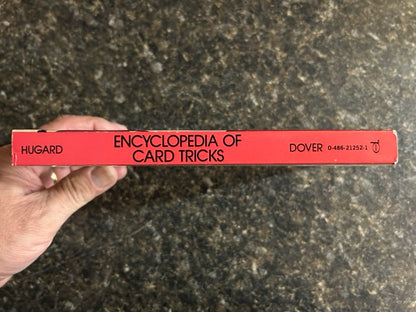 HUGARD
ENCYCLOPEDIA OF
CARD TRICKS
DOVER 0-486-21252-1